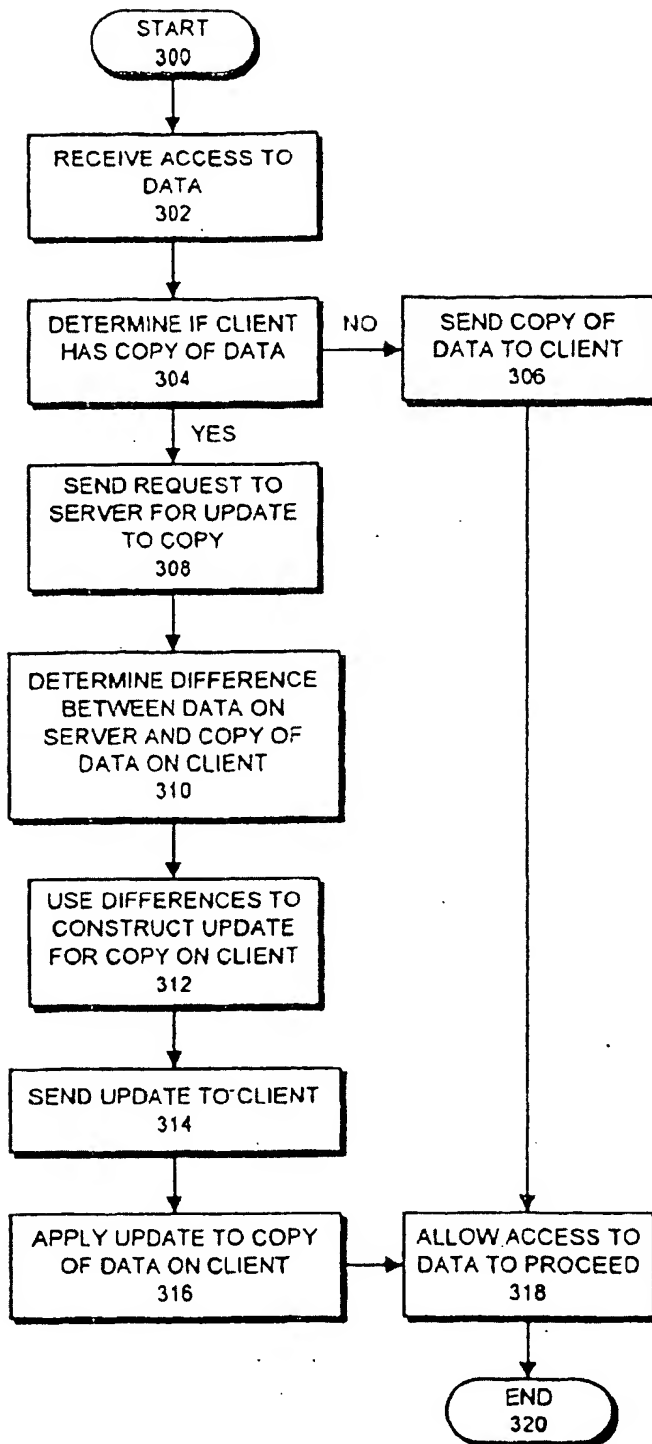 START
300
RECEIVE ACCESS TO
DATA
302
DETERMINE IF CLIENT
HAS COPY OF DATA
304
NO
SEND COPY OF
DATA TO CLIENT
306
YES
SEND REQUEST TO
SERVER FOR UPDATE
TO COPY
308
DETERMINE DIFFERENCE
BETWEEN DATA ON
SERVER AND COPY OF
DATA ON CLIENT
310
USE DIFFERENCES TO
CONSTRUCT UPDATE
FOR COPY ON CLIENT
312
SEND UPDATE TO CLIENT
314
APPLY UPDATE TO COPY
OF DATA ON CLIENT
316
ALLOW ACCESS TO
DATA TO PROCEED
318
END
320